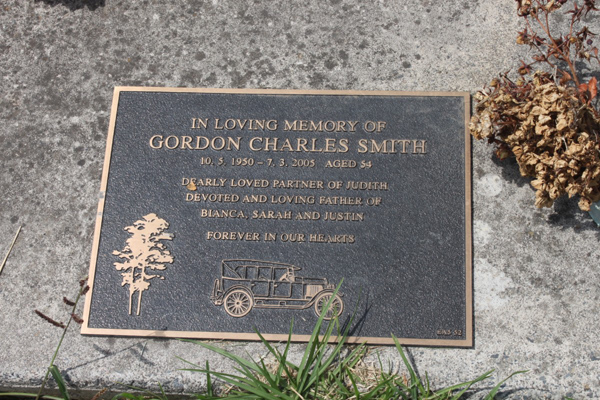 IN LOVING MEMORY OF
GORDON CHARLES SMITH
10. 5. 1950 – 7. 3. 2005 AGED 54
DEARLY LOVED PARTNER OF JUDITH
DEVOTED AND LOVING FATHER OF
BIANCA, SARAH AND JUSTIN
FOREVER IN OUR HEARTS